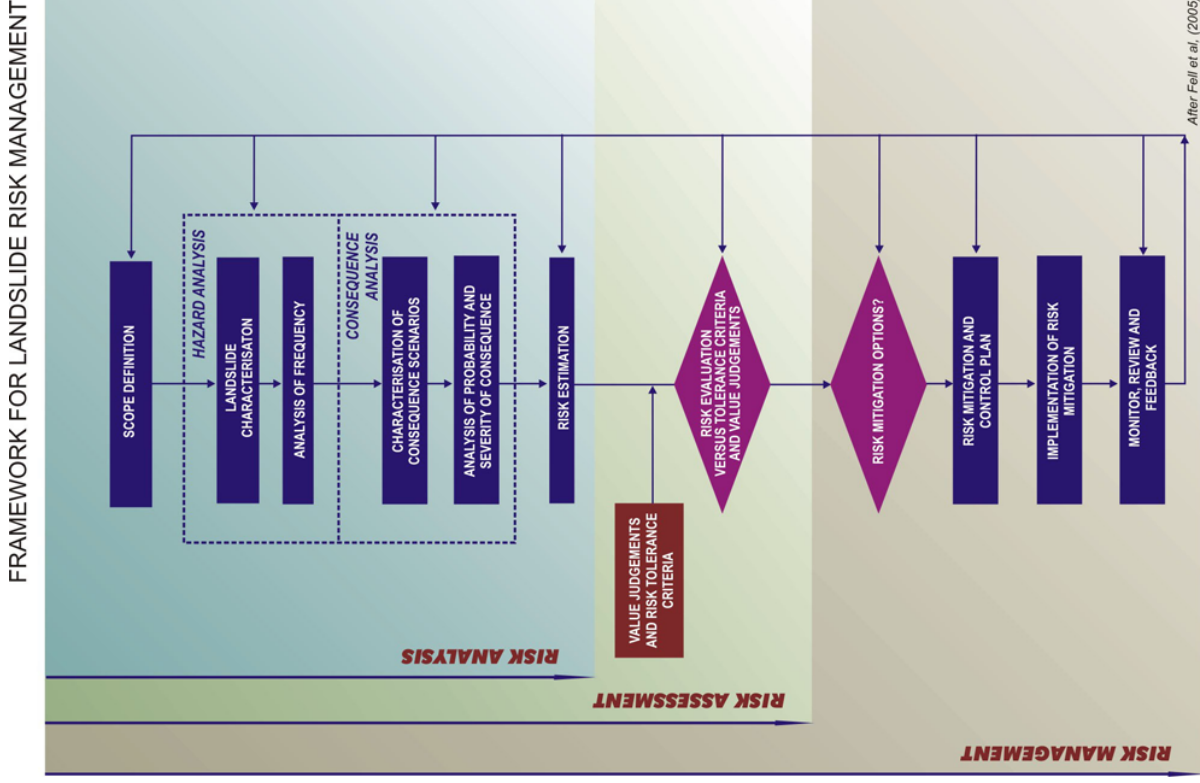 FRAMEWORK FOR LANDSLIDE RISK MANAGEMENT
SCOPE DEFINITION
HAZARD ANALYSIS
LANDSLIDE
CHARACTERISATON
ANALYSIS OF FREQUENCY
CONSEQUENCE
ANALYSIS
CHARACTERISATION OF
CONSEQUENCE SCENARIOS
ANALYSIS OF PROBABILITY AND
SEVERITY OF CONSEQUENCE
RISK ESTIMATION
RISK ANALYSIS
VALUE JUDGEMENTS
AND RISK TOLERANCE
CRITERIA
RISK EVALUATION
VERSUS TOLERANCE CRITERIA
AND VALUE JUDGEMENTS
RISK ASSESSMENT
RISK MITIGATION OPTIONS?
RISK MITIGATION AND
CONTROL PLAN
IMPLEMENTATION OF RISK
MITIGATION
MONITOR, REVIEW AND
FEEDBACK
RISK MANAGEMENT
After Fell et al, (2005)